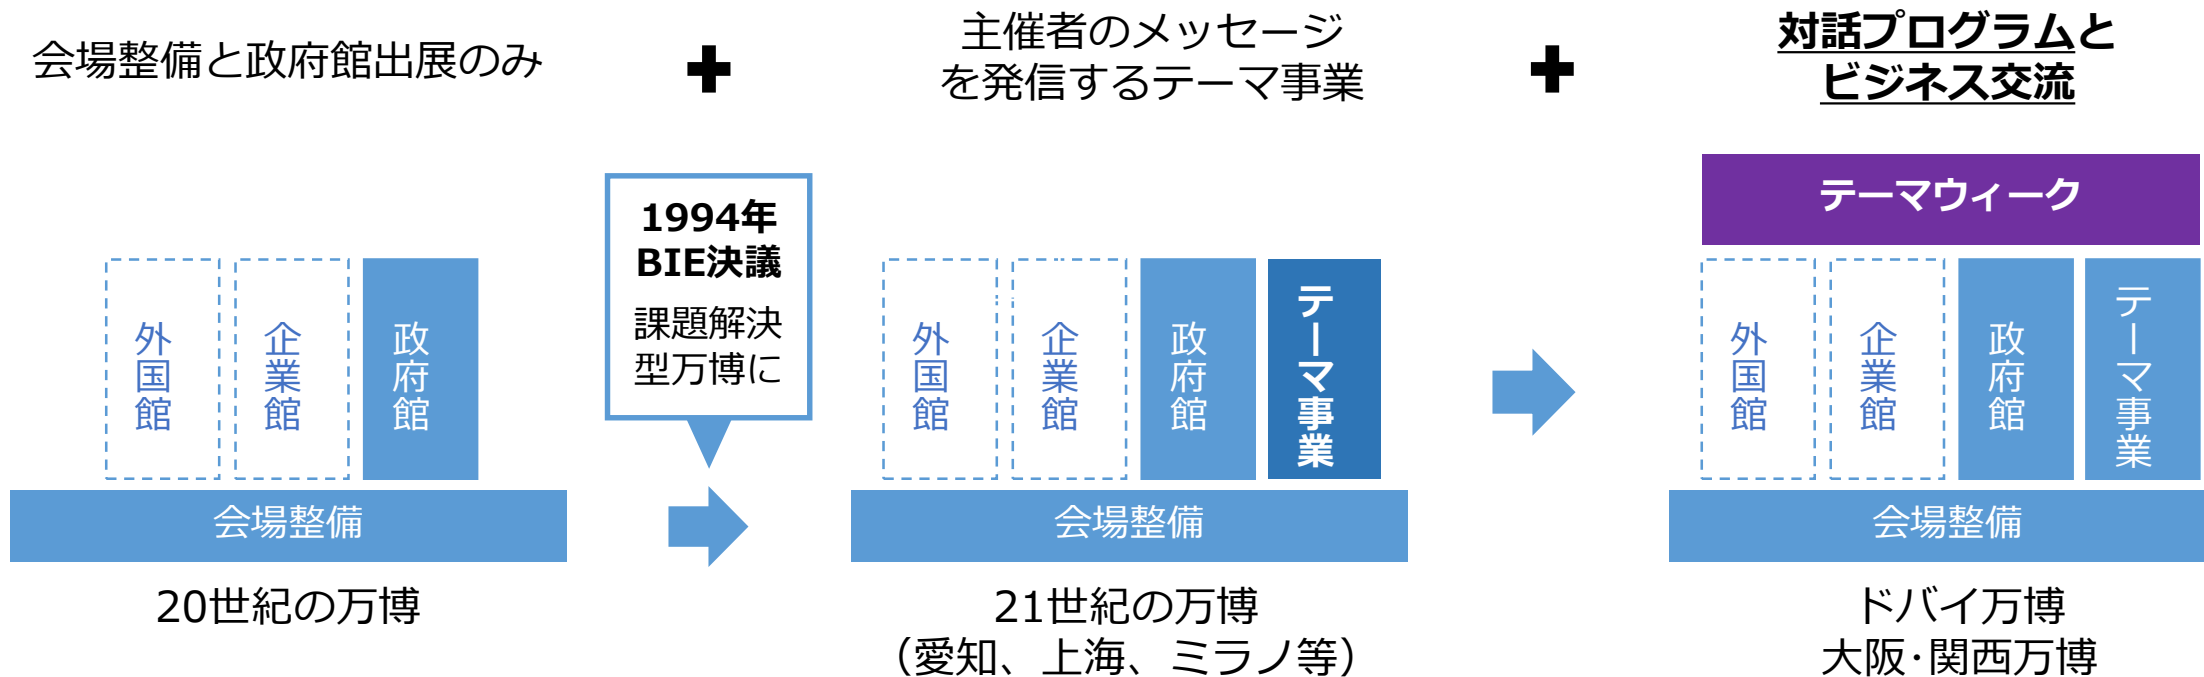 会場整備と政府館出展のみ
主催者のメッセージ
を発信するテーマ事業
対話プログラムと
ビジネス交流
外国館
企業館
政府館
会場整備
20世紀の万博
1994年
BIE決議
課題解決
型万博に
外国館
企業館
政府館
テーマ事業
会場整備
21世紀の万博
（愛知、上海、ミラノ等）
テーマウィーク
外国館
企業館
政府館
テーマ事業
会場整備
ドバイ万博
大阪･関西万博